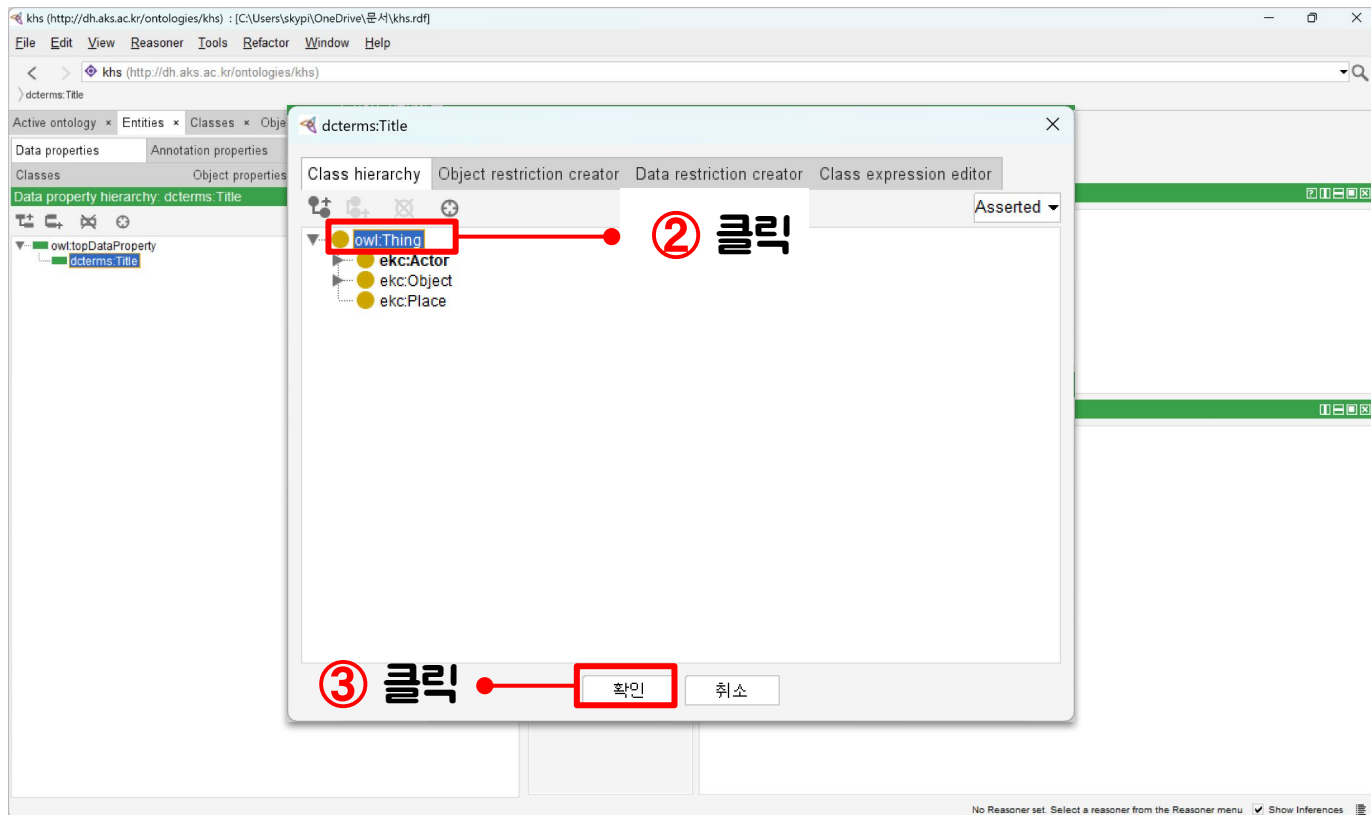 khs (http://dh.aks.ac.kr/ontologies/khs) : [C:\Users\skypi\OneDrive\문서\khs.rdf]
File Edit View Reasoner Tools Refactor Window Help
khs (http://dh.aks.ac.kr/ontologies/khs)
dcterms:Title
Active ontology × Entities × Classes × Obje
Data properties Annotation properties
Classes Object properties
Data property hierarchy: dcterms:Title
owl:topDataProperty
dcterms:Title
dcterms:Title
Class hierarchy Object restriction creator Data restriction creator Class expression editor
Asserted
owl:Thing
② 클릭
ekc:Actor
ekc:Object
ekc:Place
③ 클릭
확인 취소
No Reasoner set. Select a reasoner from the Reasoner menu Show Inferences